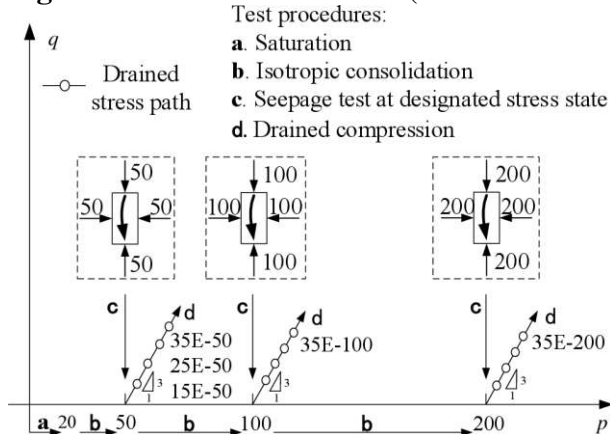 Test procedures:
q
a. Saturation
Drained
stress path
b. Isotropic consolidation
c. Seepage test at designated stress state
d. Drained compression
50
50 50
50
100
100 100
100
200
200 200
200
c d
35E-50
25E-50
15E-50
3
1
c d
35E-100
3
1
c d
35E-200
3
1
a 20 b 50 b 100 b 200 p